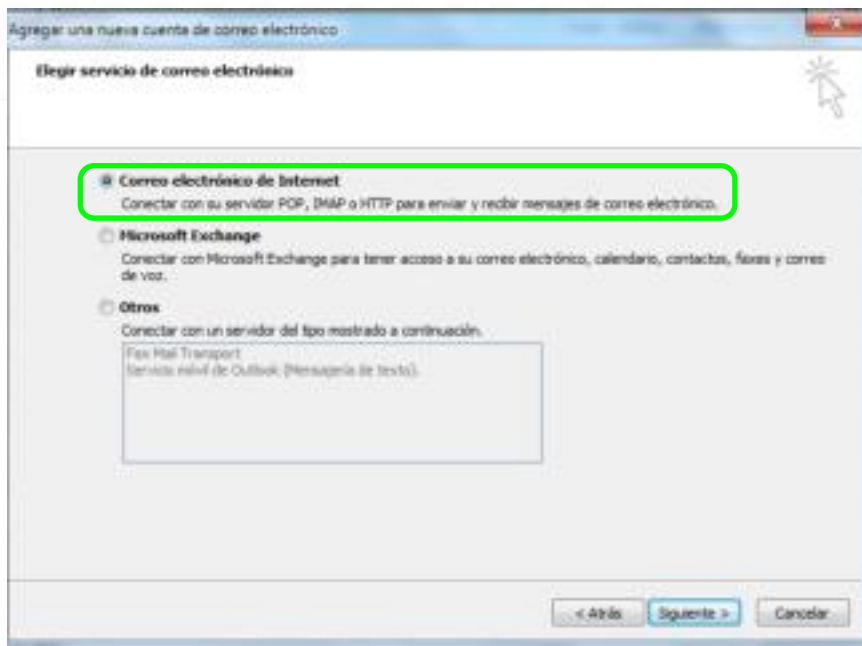 Agregar una nueva cuenta de correo electrónico
Elegir servicio de correo electrónico
Correo electrónico de Internet
Conectar con su servidor POP, IMAP o HTTP para enviar y recibir mensajes de correo electrónico.
Microsoft Exchange
Conectar con Microsoft Exchange para tener acceso a su correo electrónico, calendario, contactos, faxes y correo
de voz.
Otros
Conectar con un servidor del tipo mostrado a continuación.
Fax Mail Transport
Servicio móvil de Outlook (Mensajería de texto).
< Atrás
Siguiente >
Cancelar